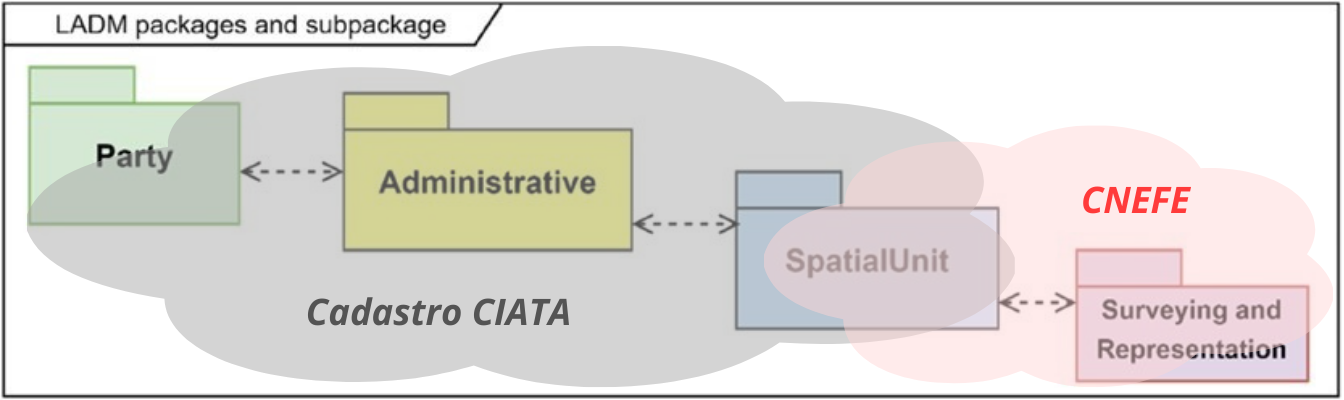 LADM packages and subpackage
Party
Administrative
SpatialUnit
CNEFE
Surveying and
Representation
Cadastro CIATA